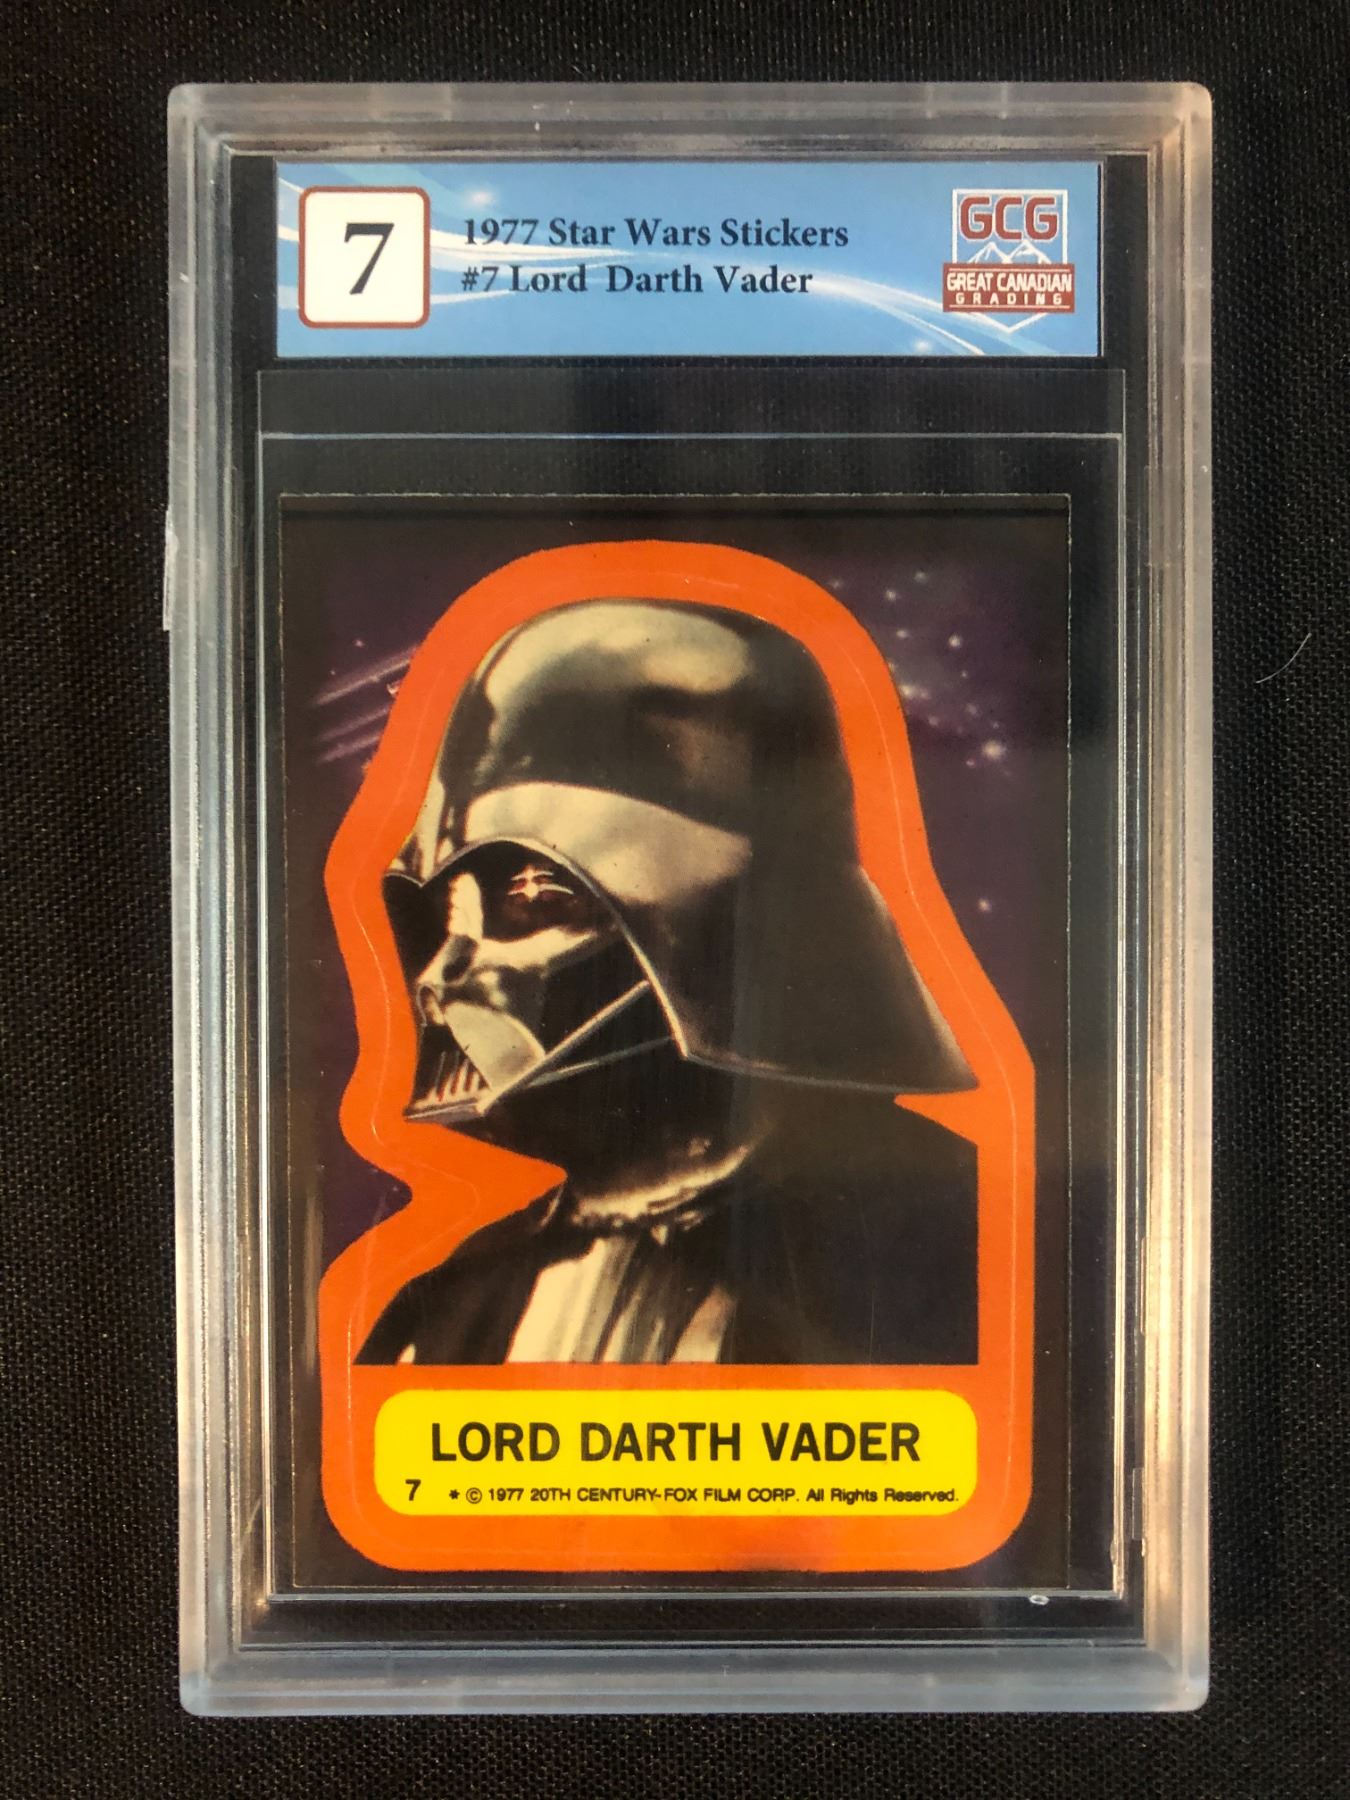 7
1977 Star Wars Stickers
#7 Lord Darth Vader
GCG
GREAT CANADIAN
GRADING
LORD DARTH VADER
7 * © 1977 20TH CENTURY-FOX FILM CORP. All Rights Reserved.